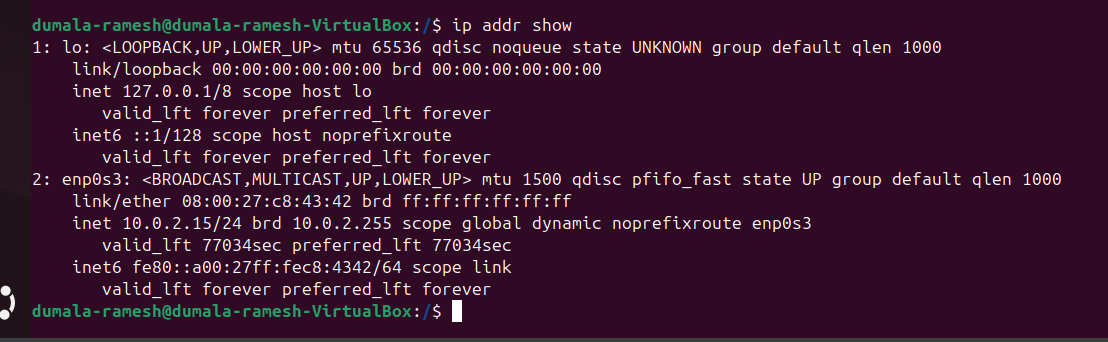 dumala-ramesh@dumala-ramesh-VirtualBox:/$ ip addr show
1: lo: <LOOPBACK,UP,LOWER_UP> mtu 65536 qdisc noqueue state UNKNOWN group default qlen 1000
    link/loopback 00:00:00:00:00:00 brd 00:00:00:00:00:00
    inet 127.0.0.1/8 scope host lo
       valid_lft forever preferred_lft forever
    inet6 ::1/128 scope host noprefixroute
       valid_lft forever preferred_lft forever
2: enp0s3: <BROADCAST,MULTICAST,UP,LOWER_UP> mtu 1500 qdisc pfifo_fast state UP group default qlen 1000
    link/ether 08:00:27:c8:43:42 brd ff:ff:ff:ff:ff:ff
    inet 10.0.2.15/24 brd 10.0.2.255 scope global dynamic noprefixroute enp0s3
       valid_lft 77034sec preferred_lft 77034sec
    inet6 fe80::a00:27ff:fec8:4342/64 scope link
       valid_lft forever preferred_lft forever
dumala-ramesh@dumala-ramesh-VirtualBox:/$